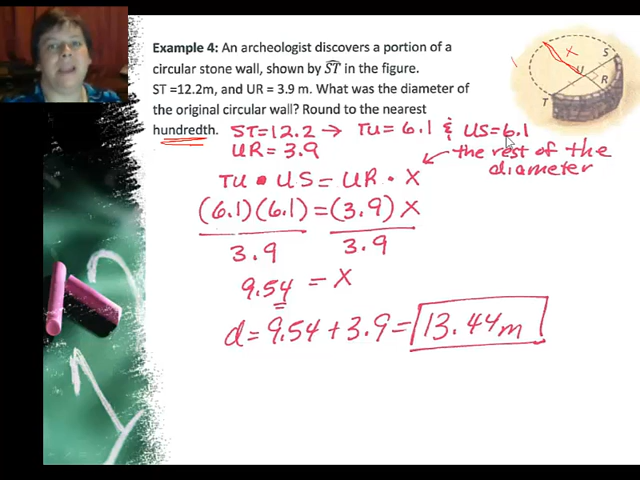 Example 4: An archeologist discovers a portion of a
circular stone wall, shown by ST in the figure.
ST =12.2m, and UR = 3.9 m. What was the diameter of
the original circular wall? Round to the nearest
hundredth. ST=12.2 → TU = 6.1 & US=6.1
UR = 3.9
the rest of the
diameter
TU • US = UR • X
(6.1)(6.1) = (3.9)X
3.9 3.9
9.54 = X
d = 9.54 + 3.9 = 13.44m
X
S
U
R
T